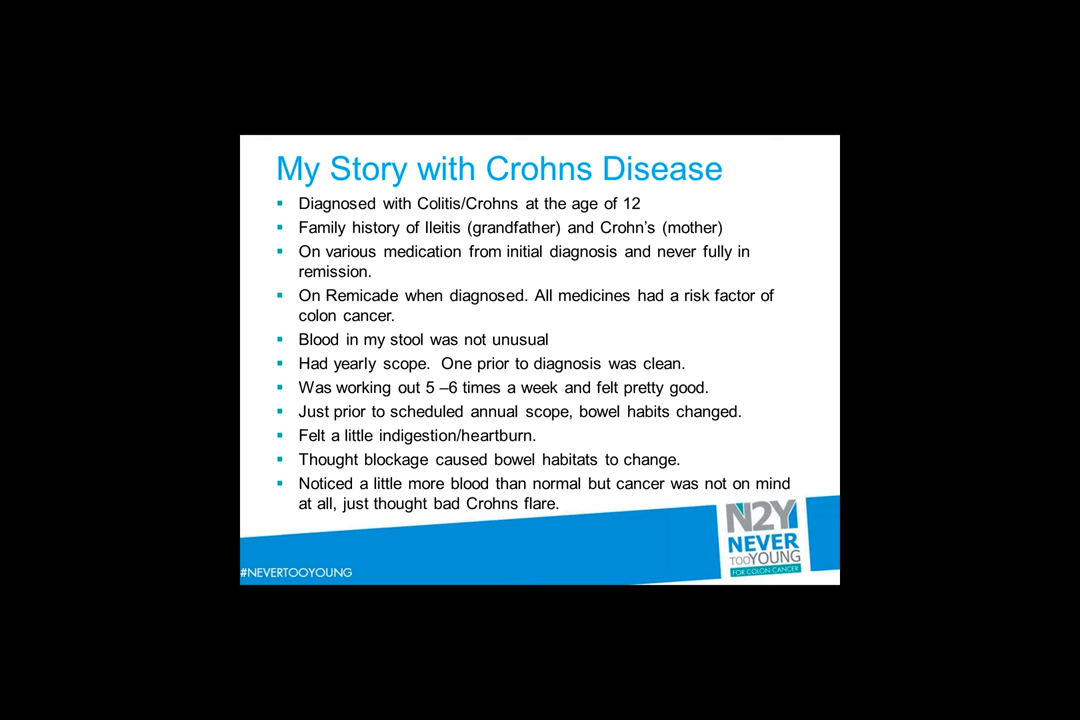 My Story with Crohns Disease
▪ Diagnosed with Colitis/Crohns at the age of 12
▪ Family history of Ileitis (grandfather) and Crohn's (mother)
▪ On various medication from initial diagnosis and never fully in
remission.
▪ On Remicade when diagnosed. All medicines had a risk factor of
colon cancer.
▪ Blood in my stool was not unusual
▪ Had yearly scope.  One prior to diagnosis was clean.
▪ Was working out 5 –6 times a week and felt pretty good.
▪ Just prior to scheduled annual scope, bowel habits changed.
▪ Felt a little indigestion/heartburn.
▪ Thought blockage caused bowel habitats to change.
▪ Noticed a little more blood than normal but cancer was not on mind
at all, just thought bad Crohns flare.
N2Y
NEVER
TOOYOUNG
FOR COLON CANCER
#NEVERTOOYOUNG